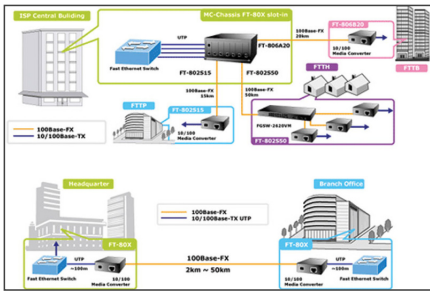 ISP Central Building
MC-Chassis FT-80X slot-in
UTP
Fast Ethernet Switch
FT-806A20
FT-802S15
FT-802S50
100Base-FX
20km
FT-806B20
10/100
Media Converter
FTTB
FTTH
100Base-FX
15km
100Base-FX
50km
FTTP
FT-802S15
10/100
Media Converter
FGSW-2620VM
FT-802S50
100Base-FX
10/100Base-TX
Headquarter
Branch Office
100Base-FX
10/100Base-TX UTP
FT-80X
FT-80X
UTP
~100m
Fast Ethernet Switch
10/100
Media Converter
100Base-FX
2km ~ 50km
10/100
Media Converter
UTP
~100m
Fast Ethernet Switch